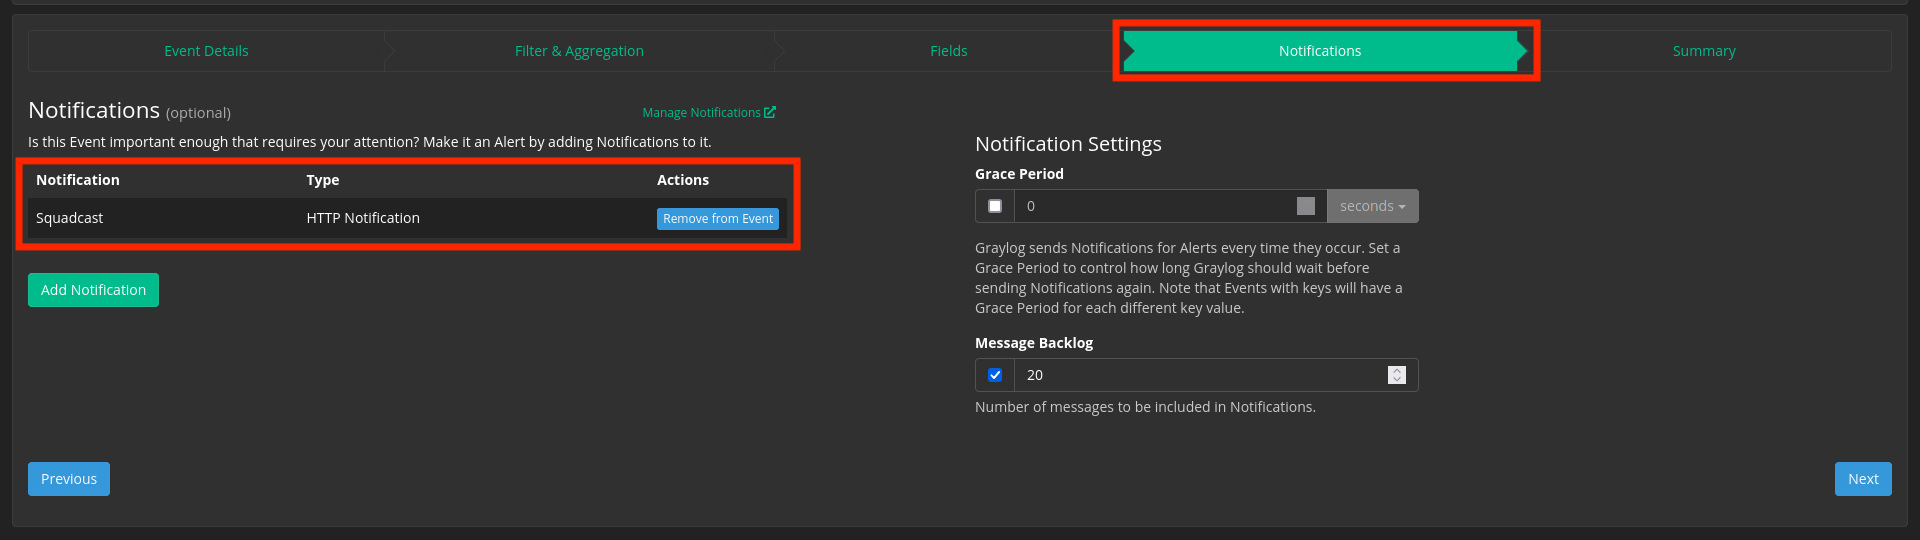 Event Details
Filter & Aggregation
Fields
Notifications
Summary
Notifications (optional)
Manage Notifications
Is this Event important enough that requires your attention? Make it an Alert by adding Notifications to it.
Notification Type Actions
Squadcast HTTP Notification Remove from Event
Add Notification
Notification Settings
Grace Period
0 seconds
Graylog sends Notifications for Alerts every time they occur. Set a
Grace Period to control how long Graylog should wait before
sending Notifications again. Note that Events with keys will have a
Grace Period for each different key value.
Message Backlog
20
Number of messages to be included in Notifications.
Previous
Next